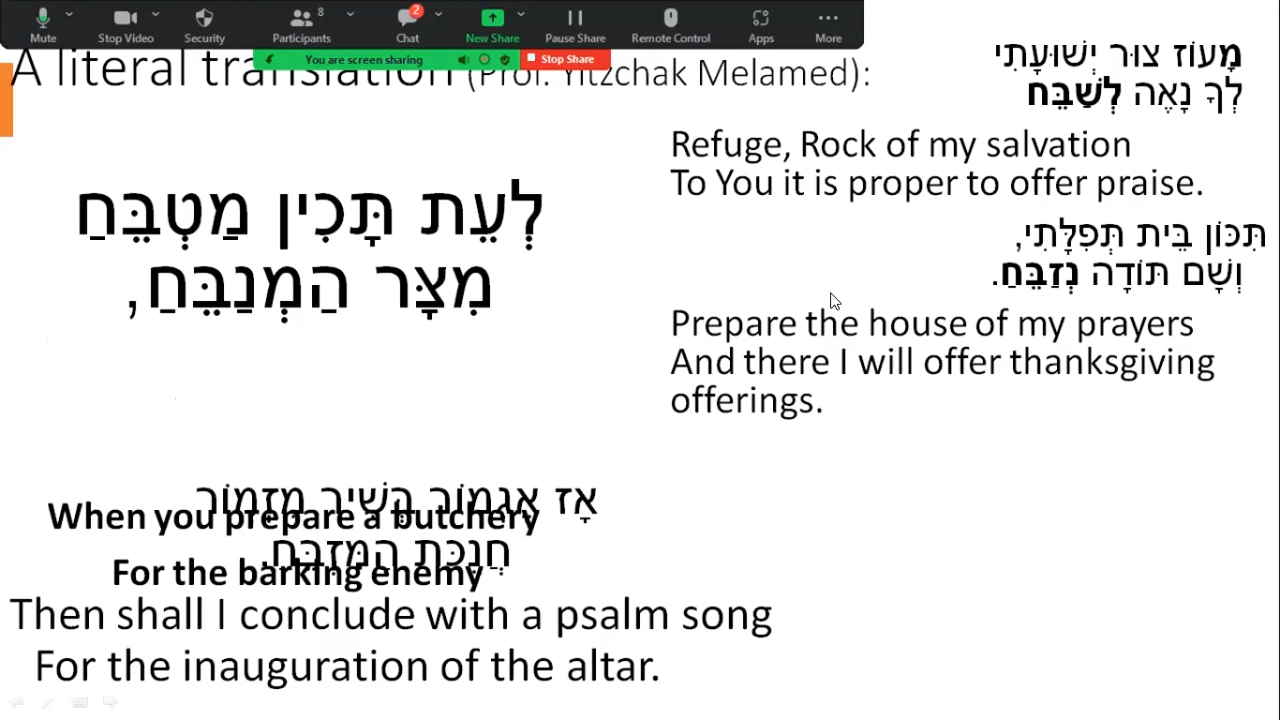 Mute
Stop Video
Security
8
Participants
2
Chat
New Share
Pause Share
Remote Control
Apps
More
You are screen sharing
Stop Share
A literal translation (Prof. Yitzchak Melamed):
מָעוֹז צוּר יְשׁוּעָתִי
לְךָ נָאֶה לְשַׁבֵּחַ
Refuge, Rock of my salvation
To You it is proper to offer praise.
תִּכּוֹן בֵּית תְּפִלָּתִי,
וְשָׁם תּוֹדָה נְזַבֵּחַ.
Prepare the house of my prayers
And there I will offer thanksgiving
offerings.
לְעֵת תָּכִין מַטְבֵּחַ
מִצָּר הַמְנַבֵּחַ,
אָז אֶגְמוֹר בְּשִׁיר מִזְמוֹר
When you prepare a butchery
חֲנֻכַּת הַמִּזְבֵּחַ.
For the barking enemy
Then shall I conclude with a psalm song
For the inauguration of the altar.